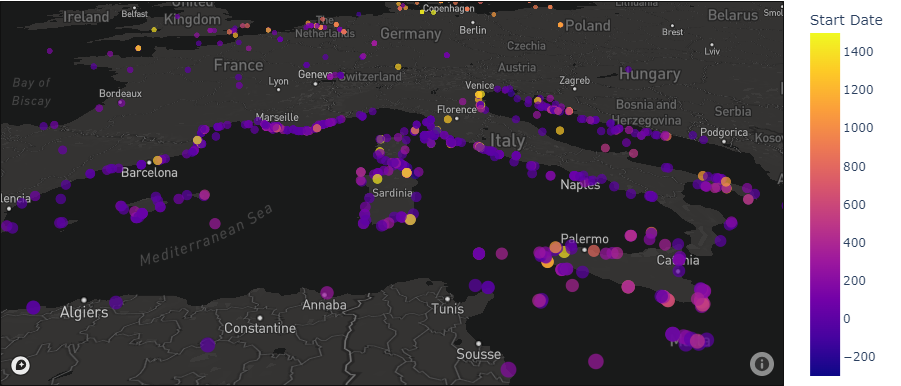 Ireland
Belfast
United
Kingdom
The
Netherlands
Copenhagen
Berlin
Germany
Poland
Lithuania
Belarus
Brest
Lviv
Czechia
Austria
Hungary
France
Geneva
Switzerland
Lyon
Bay of
Biscay
Bordeaux
Venice
Zagreb
Florence
Bosnia and
Herzegovina
Serbia
Podgorica
Marseille
Italy
Barcelona
Sardinia
Naples
Mediterranean Sea
Palermo
Catania
Algiers
Annaba
Tunis
Constantine
Sousse
Start Date
1400
1200
1000
800
600
400
200
0
−200